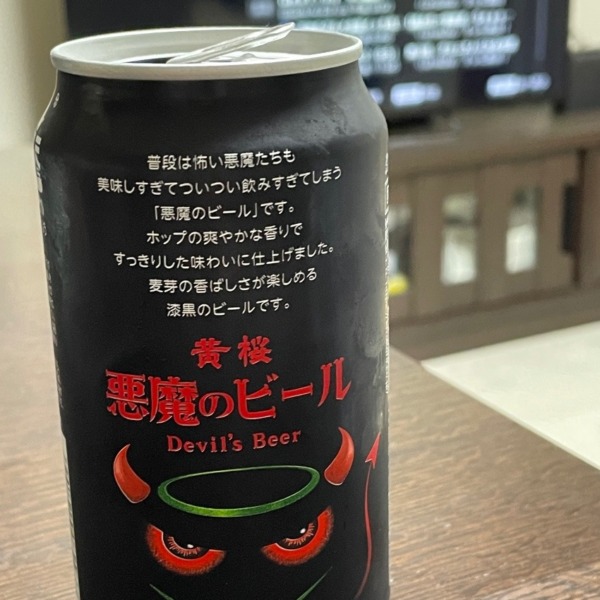 普段は怖い悪魔たちも
美味しすぎてついつい飲みすぎてしまう
「悪魔のビール」です。
ホップの爽やかな香りで
すっきりした味わいに仕上げました。
麦芽の香ばしさが楽しめる
漆黒のビールです。
黄桜
悪魔のビール
Devil's Beer